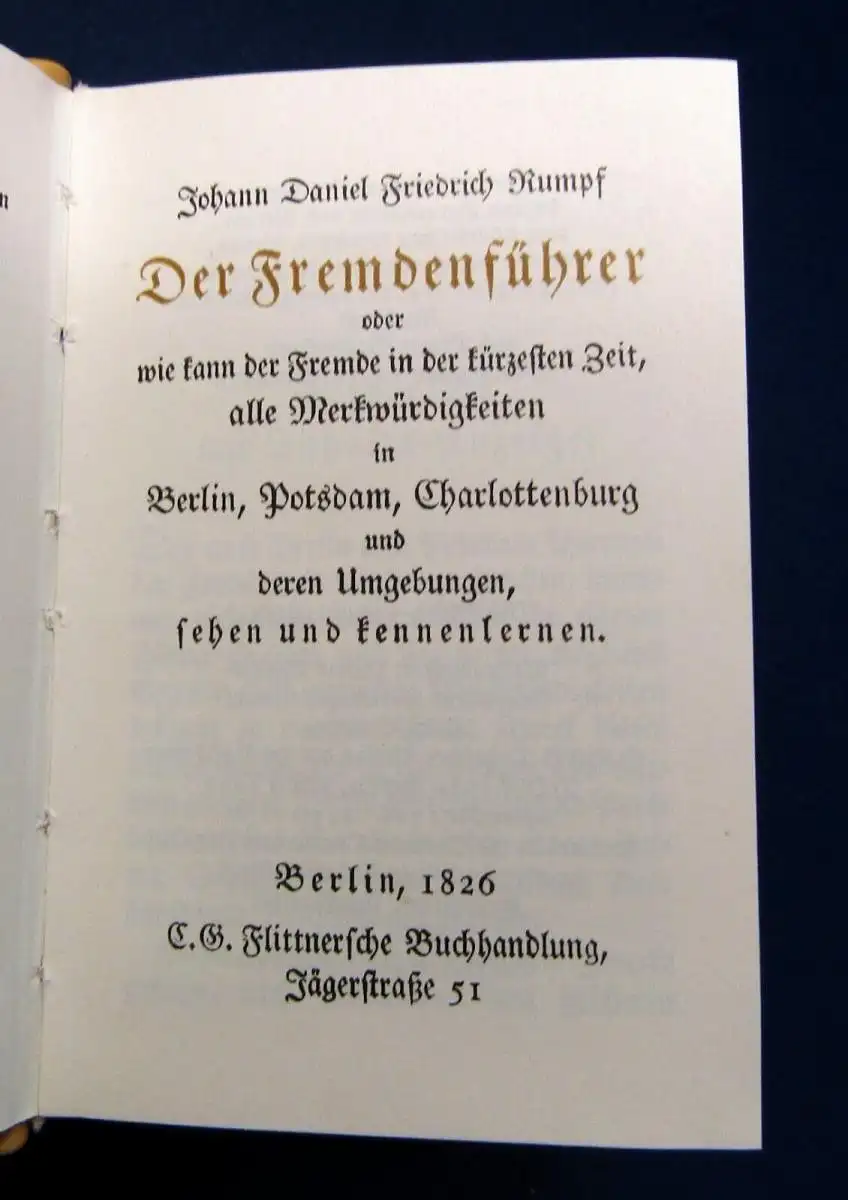 Johann Daniel Friedrich Rumpf
Der Fremdenführer
oder
wie kann der Fremde in der kürzesten Zeit,
alle Merkwürdigkeiten
in
Berlin, Potsdam, Charlottenburg
und
deren Umgebungen,
sehen und kennenlernen.
Berlin, 1826
C. G. Flittnersche Buchhandlung,
Jägerstraße 51